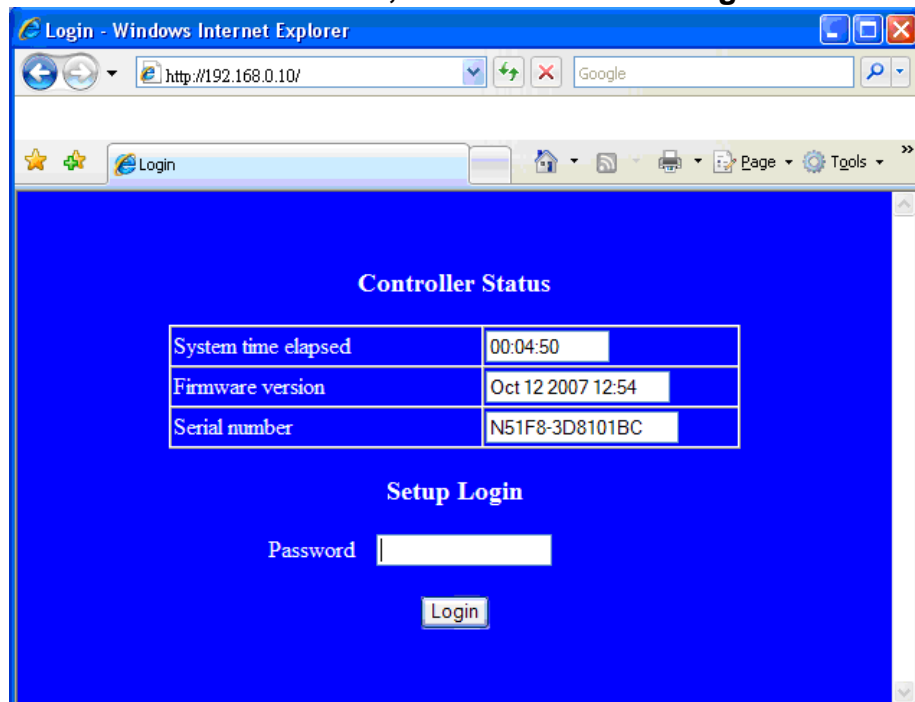 ,
Login - Windows Internet Explorer
http://192.168.0.10/ Google
Login Page Tools »
Controller Status
System time elapsed 00:04:50
Firmware version Oct 12 2007 12:54
Serial number N51F8-3D8101BC
Setup Login
Password
Login